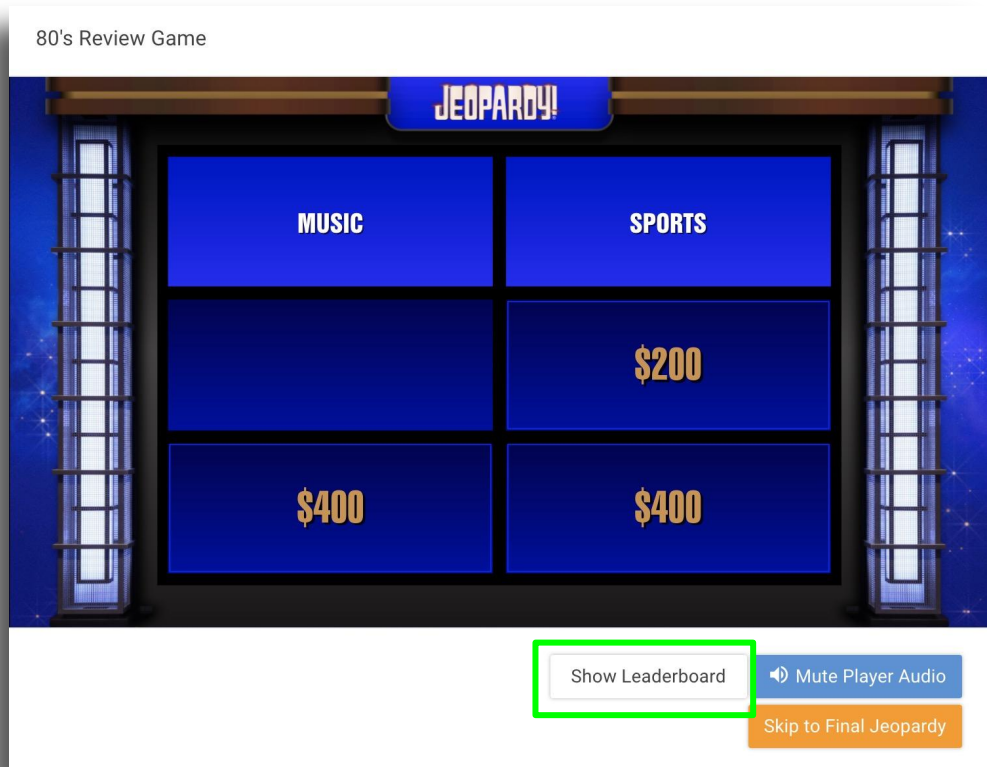 80's Review Game
JEOPARDY!
MUSIC SPORTS
$200
$400 $400
Show Leaderboard Mute Player Audio
Skip to Final Jeopardy